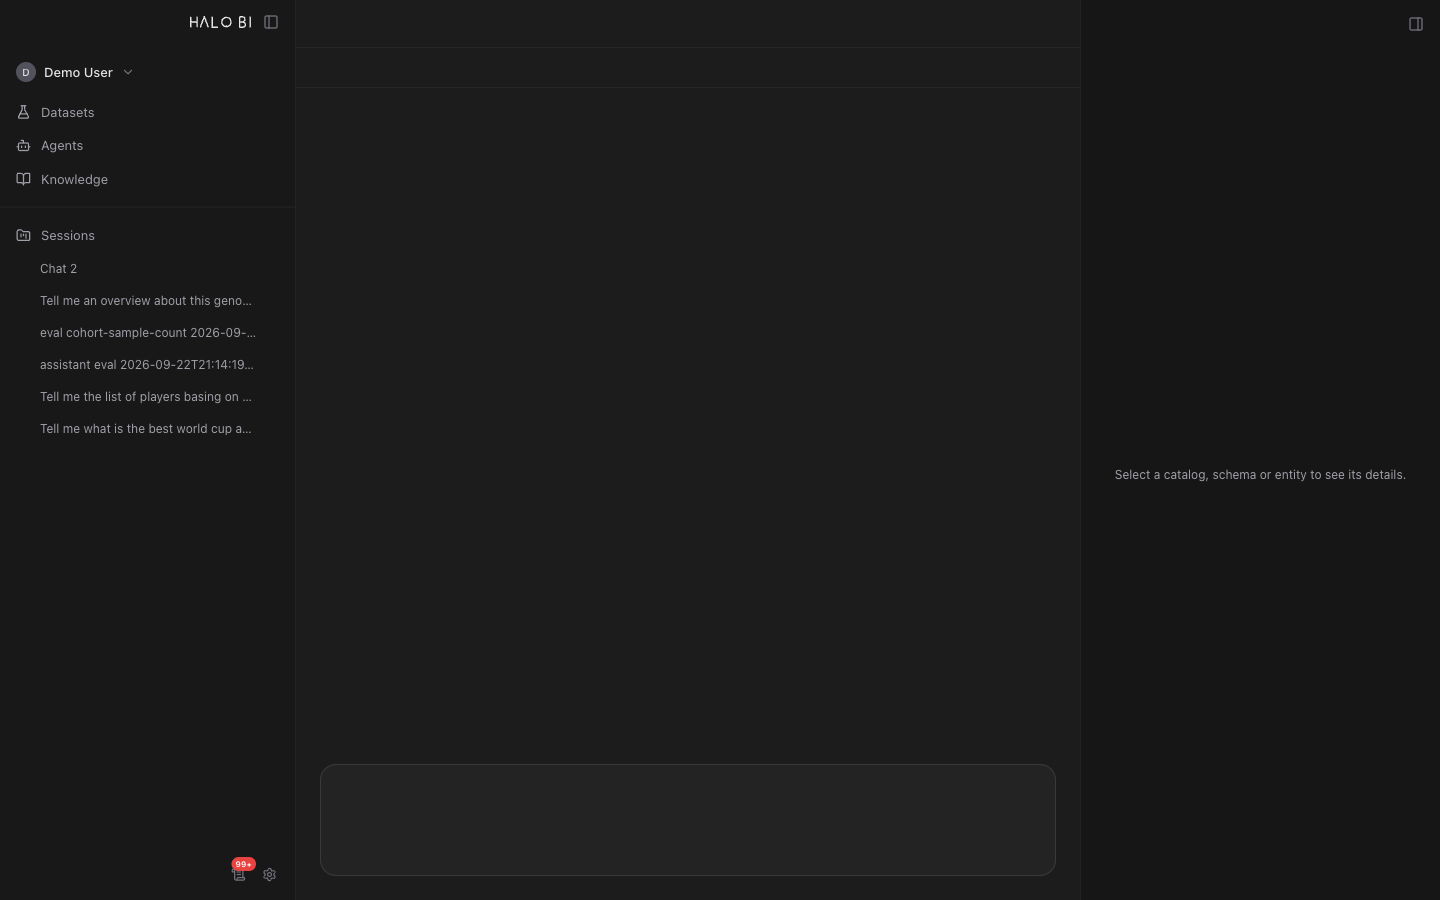 HALO BI
D Demo User
Datasets
Agents
Knowledge
Sessions
Chat 2
Tell me an overview about this geno...
eval cohort-sample-count 2026-09-...
assistant eval 2026-09-22T21:14:19...
Tell me the list of players basing on ...
Tell me what is the best world cup a...
Select a catalog, schema or entity to see its details.
99+